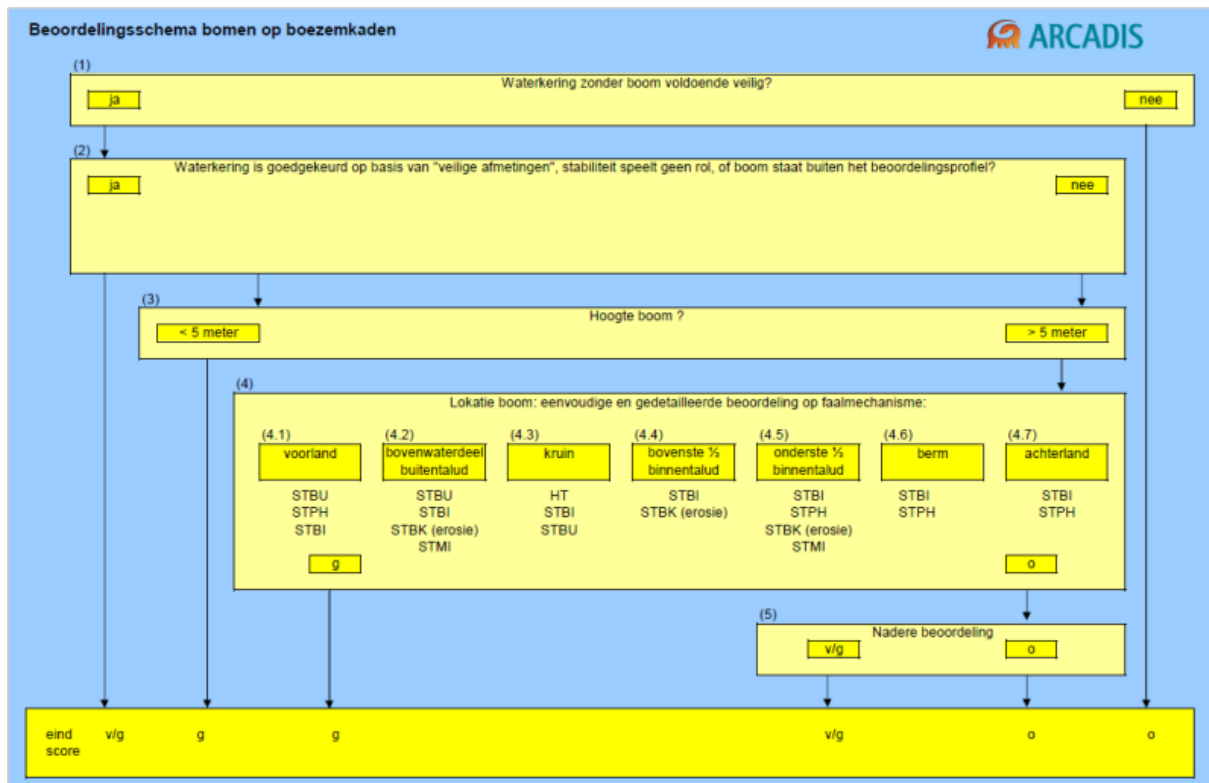 Beoordelingsschema bomen op boezemkaden
ARCADIS
(1)
Waterkering zonder boom voldoende veilig?
ja
nee
(2)
Waterkering is goedgekeurd op basis van "veilige afmetingen", stabiliteit speelt geen rol, of boom staat buiten het beoordelingsprofiel?
ja
nee
(3)
Hoogte boom ?
< 5 meter
> 5 meter
(4)
Lokatie boom: eenvoudige en gedetailleerde beoordeling op faalmechanisme:
(4.1)
voorland
STBU
STPH
STBI
(4.2)
bovenwaterdeel
buitentalud
STBU
STBI
STBK (erosie)
STMI
(4.3)
kruin
HT
STBI
STBU
(4.4)
bovenste ½
binnentalud
STBI
STBK (erosie)
(4.5)
onderste ½
binnentalud
STBI
STPH
STBK (erosie)
STMI
(4.6)
berm
STBI
STPH
(4.7)
achterland
STBI
STPH
g
o
(5)
Nadere beoordeling
v/g
o
eind
score
v/g
g
g
v/g
o
o